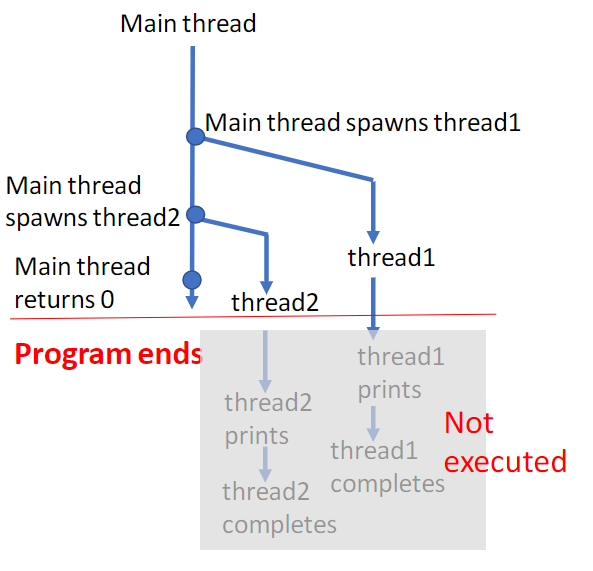 Main thread
Main thread spawns thread1
Main thread
spawns thread2
thread1
Main thread
returns 0
thread2
Program ends
thread1
prints
thread2
prints
Not
executed
thread1
completes
thread2
completes